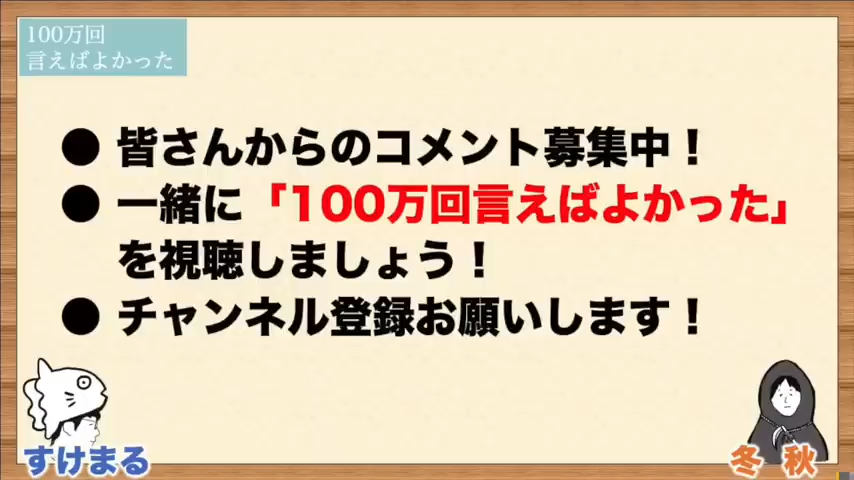 100万回
言えばよかった
● 皆さんからのコメント募集中！
● 一緒に「100万回言えばよかった」
を視聴しましょう！
● チャンネル登録お願いします！
すけまる
冬 秋